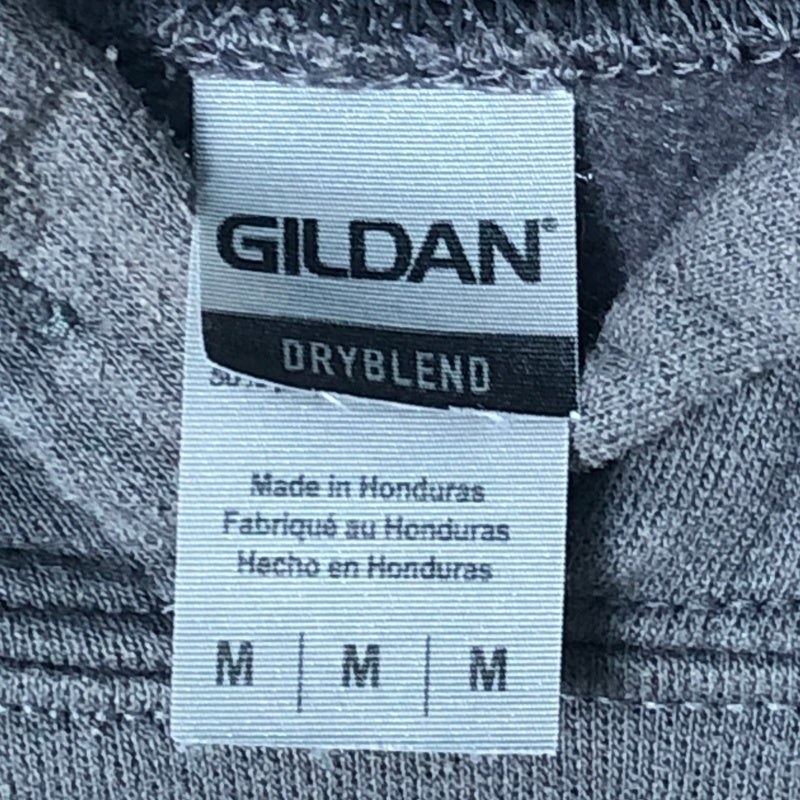 GILDAN®
DRYBLEND
Made in Honduras
Fabriqué au Honduras
Hecho en Honduras
M | M | M